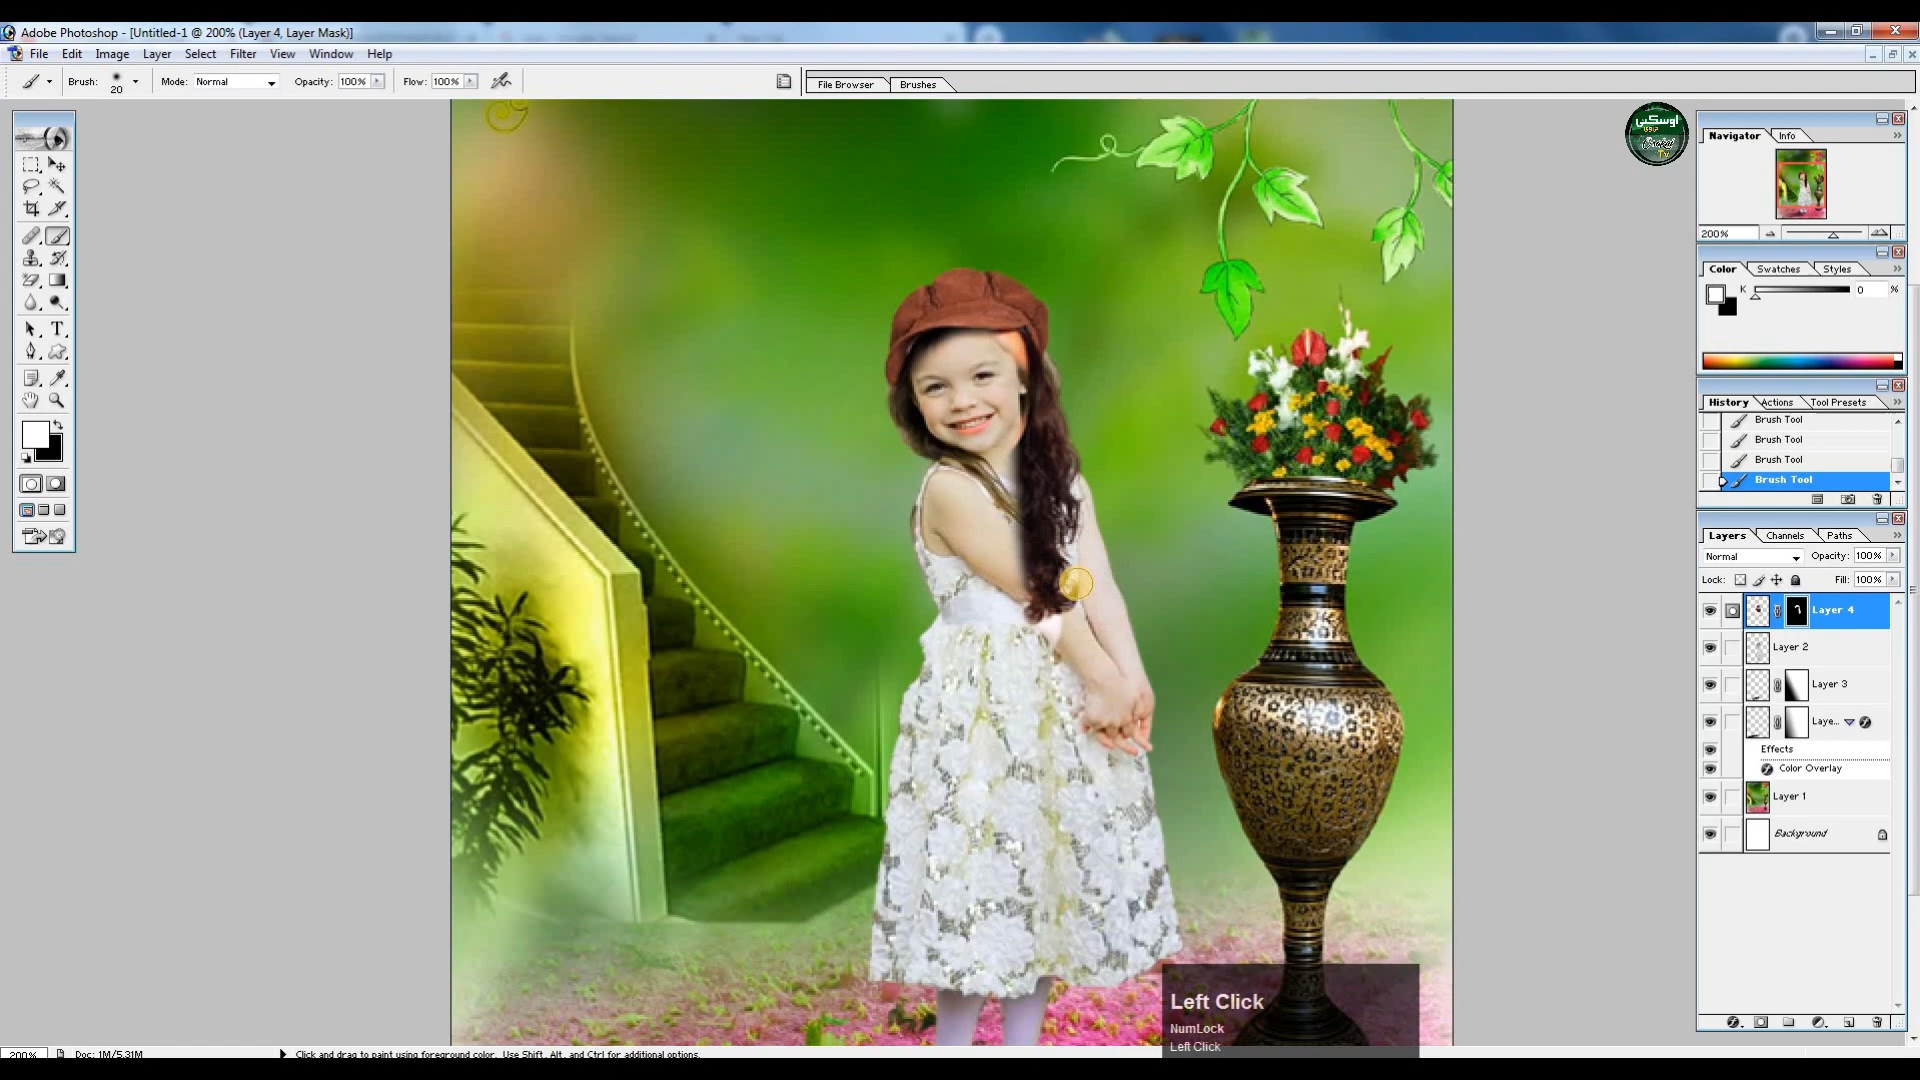 Adobe Photoshop - [Untitled-1 @ 200% (Layer 4, Layer Mask)]
File Edit Image Layer Select Filter View Window Help
Brush: 20 Mode: Normal Opacity: 100% Flow: 100% File Browser Brushes
اوسكى
Tv
Navigator Info
200%
Color Swatches Styles
K 0 %
History Actions Tool Presets
Brush Tool
Brush Tool
Brush Tool
Brush Tool
Layers Channels Paths
Normal Opacity: 100%
Lock: Fill: 100%
Layer 4
Layer 2
Layer 3
Laye...
Effects
Color Overlay
Layer 1
Background
Left Click
NumLock
Left Click
200% Doc: 1M/5.31M Click and drag to paint using foreground color. Use Shift, Alt, and Ctrl for additional options.